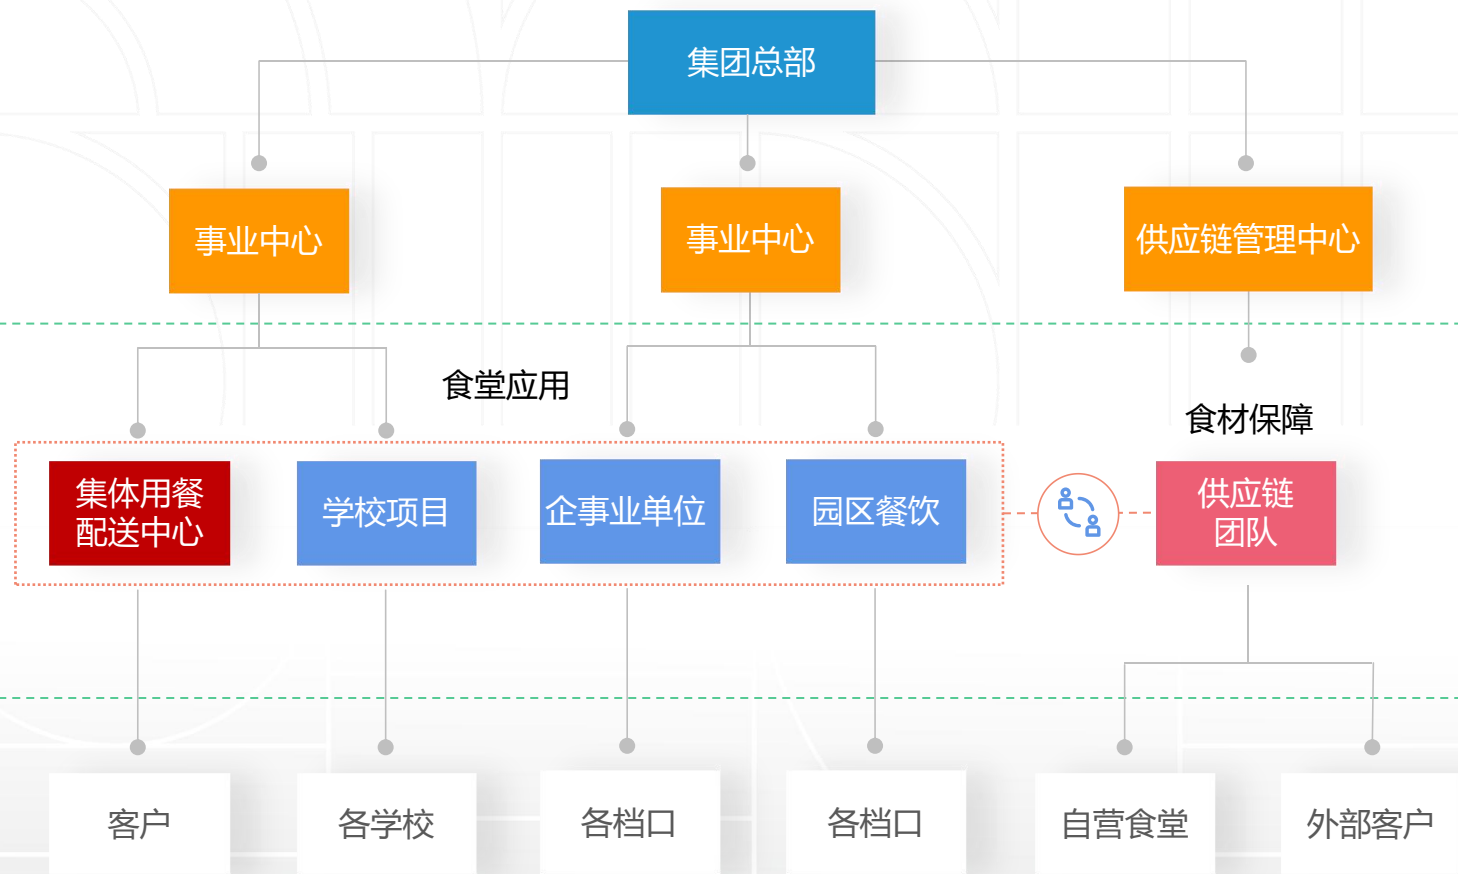 集团总部
事业中心
事业中心
供应链管理中心
食堂应用
食材保障
集体用餐
配送中心
学校项目
企事业单位
园区餐饮
供应链
团队
客户
各学校
各档口
各档口
自营食堂
外部客户